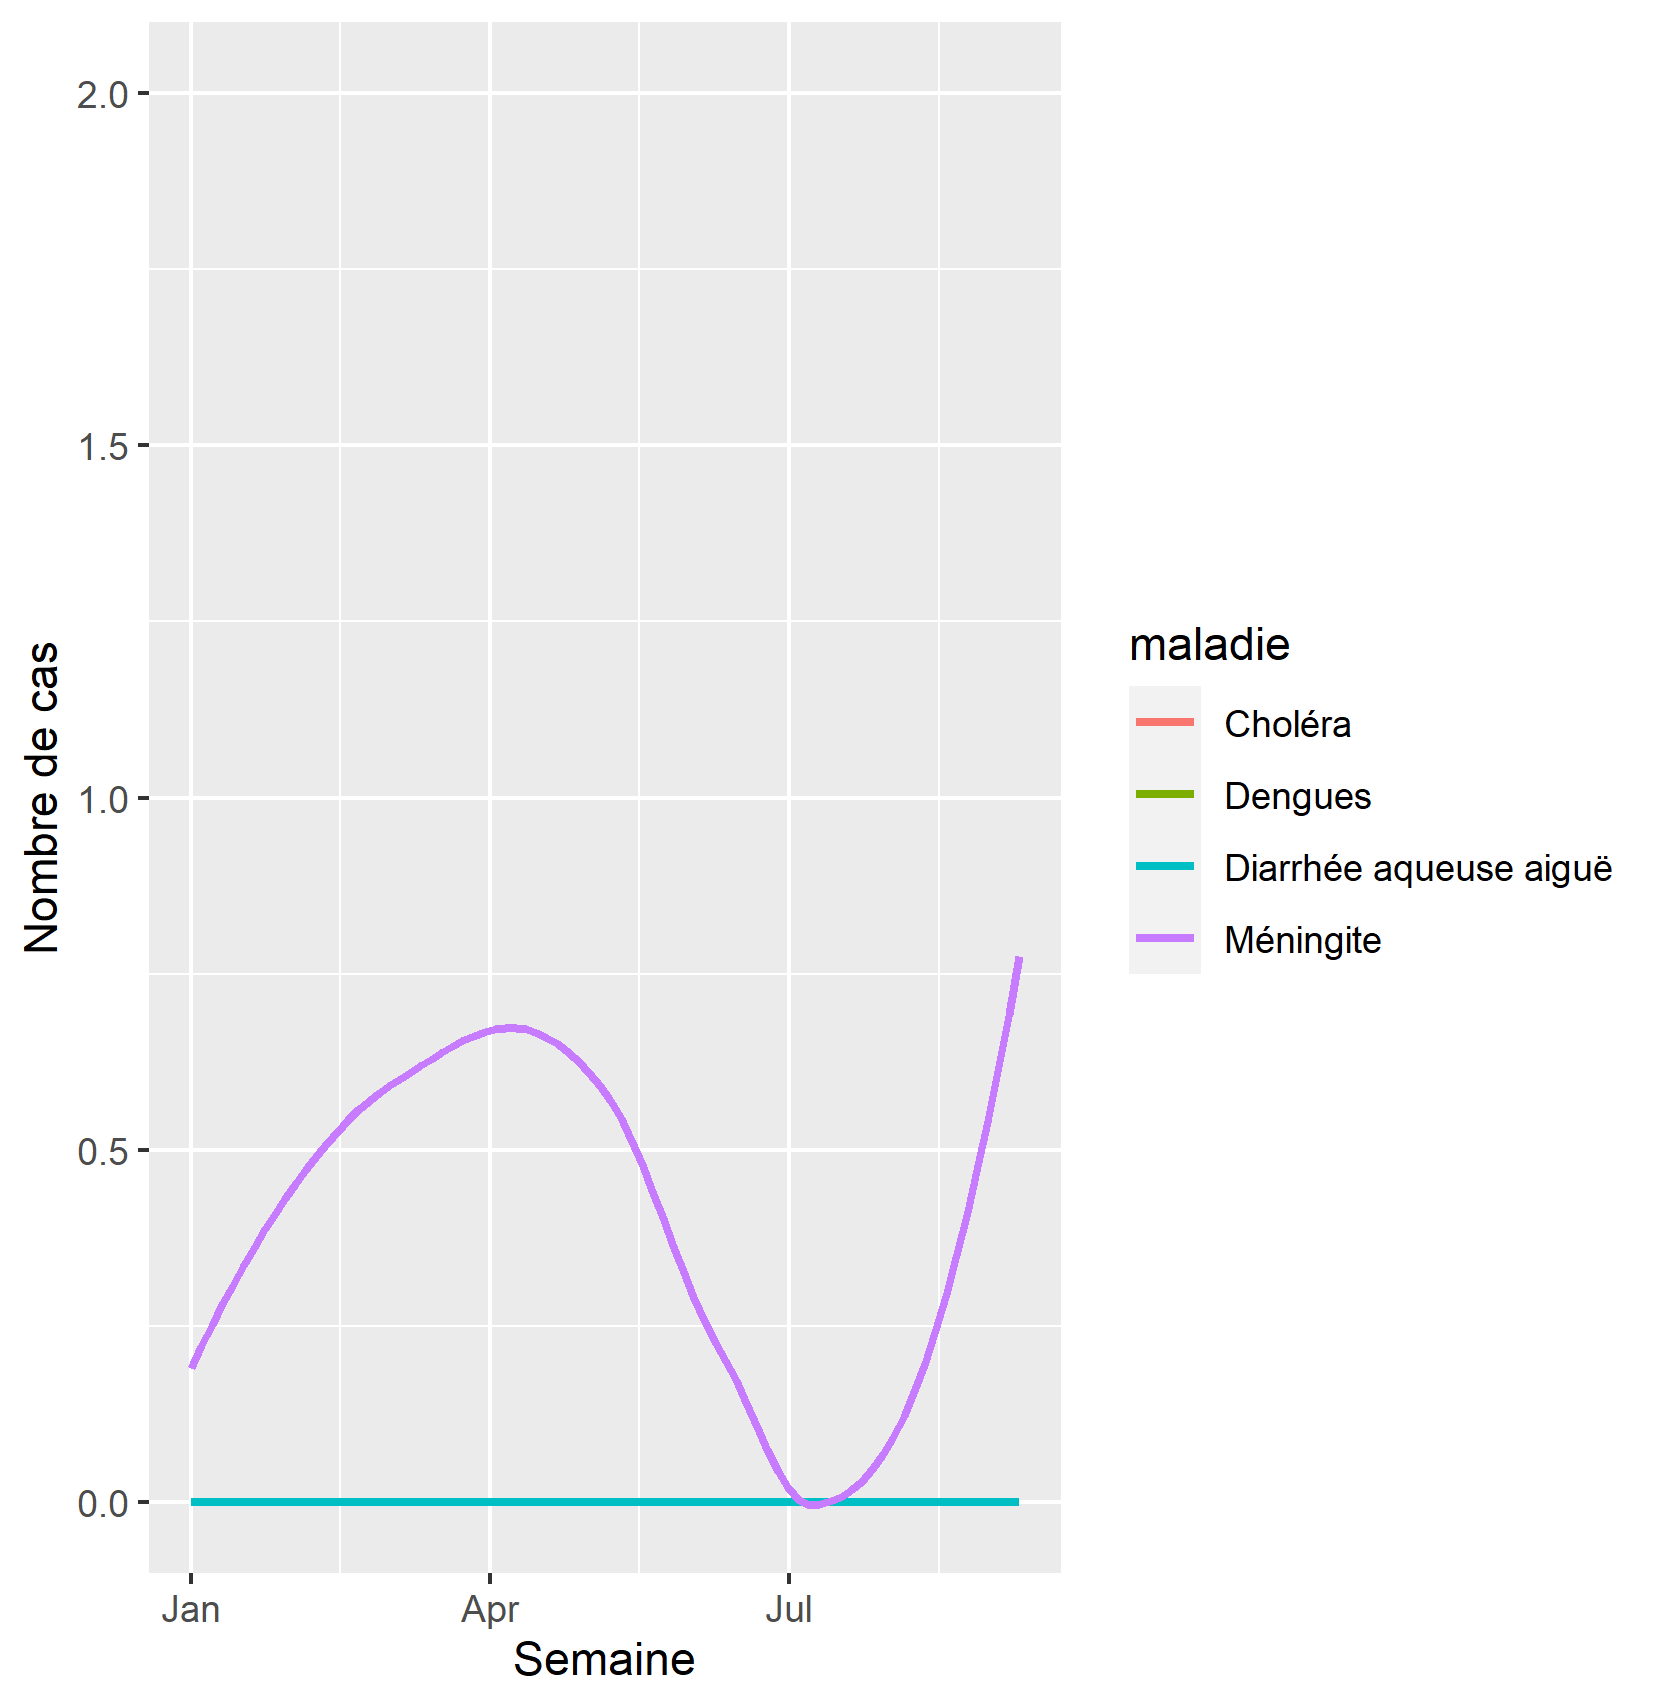 2.0
1.5
1.0
0.5
0.0
Nombre de cas
Jan Apr Jul
Semaine
maladie
Choléra
Dengues
Diarrhée aqueuse aiguë
Méningite